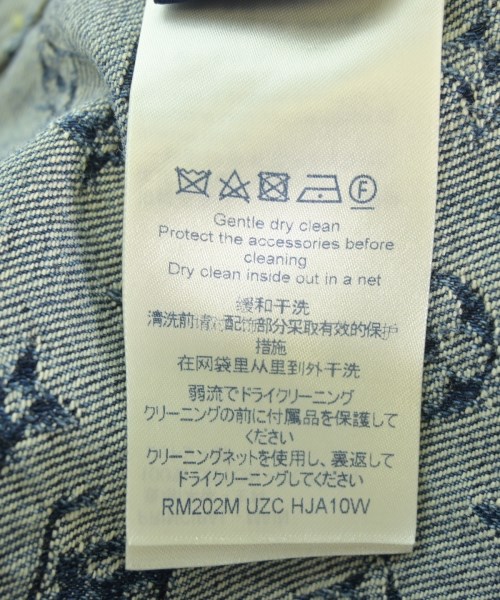 F
Gentle dry clean
Protect the accessories before
cleaning
Dry clean inside out in a net
缓和干洗
清洗前请对配饰部分采取有效的保护
措施
在网袋里从里到外干洗
弱流でドライクリーニング
クリーニングの前に付属品を保護して
ください
クリーニングネットを使用し、裏返して
ドライクリーニングしてください
RM202M UZC HJA10W